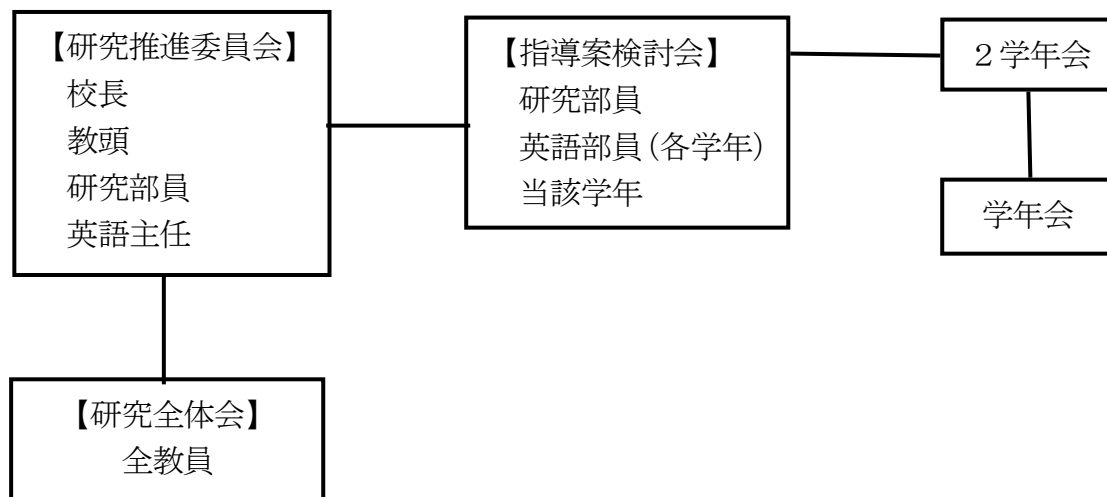 【研究推進委員会】
校長
教頭
研究部員
英語主任
【指導案検討会】
研究部員
英語部員(各学年)
当該学年
２学年会
学年会
【研究全体会】
全教員